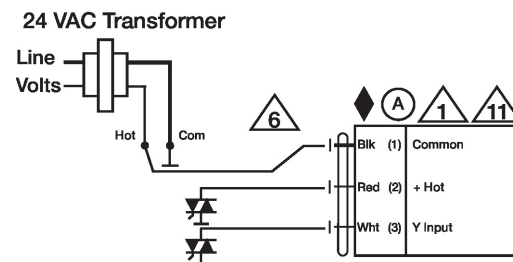 24 VAC Transformer
Line
Volts
Hot
Com
6
A
1
11
Blk (1) Common
Red (2) + Hot
Wht (3) Y Input